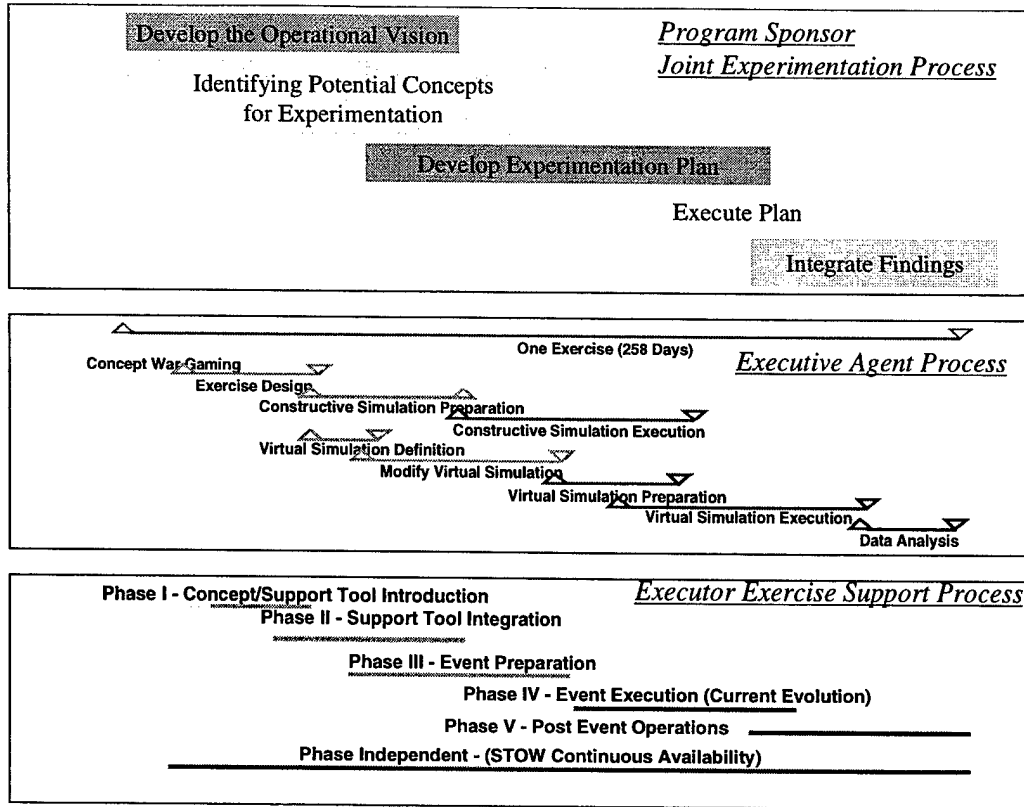 Develop the Operational Vision
Program Sponsor
Joint Experimentation Process
Identifying Potential Concepts
for Experimentation
Develop Experimentation Plan
Execute Plan
Integrate Findings
One Exercise (258 Days)
Executive Agent Process
Concept War Gaming
Exercise Design
Constructive Simulation Preparation
Constructive Simulation Execution
Virtual Simulation Definition
Modify Virtual Simulation
Virtual Simulation Preparation
Virtual Simulation Execution
Data Analysis
Executor Exercise Support Process
Phase I - Concept/Support Tool Introduction
Phase II - Support Tool Integration
Phase III - Event Preparation
Phase IV - Event Execution (Current Evolution)
Phase V - Post Event Operations
Phase Independent - (STOW Continuous Availability)